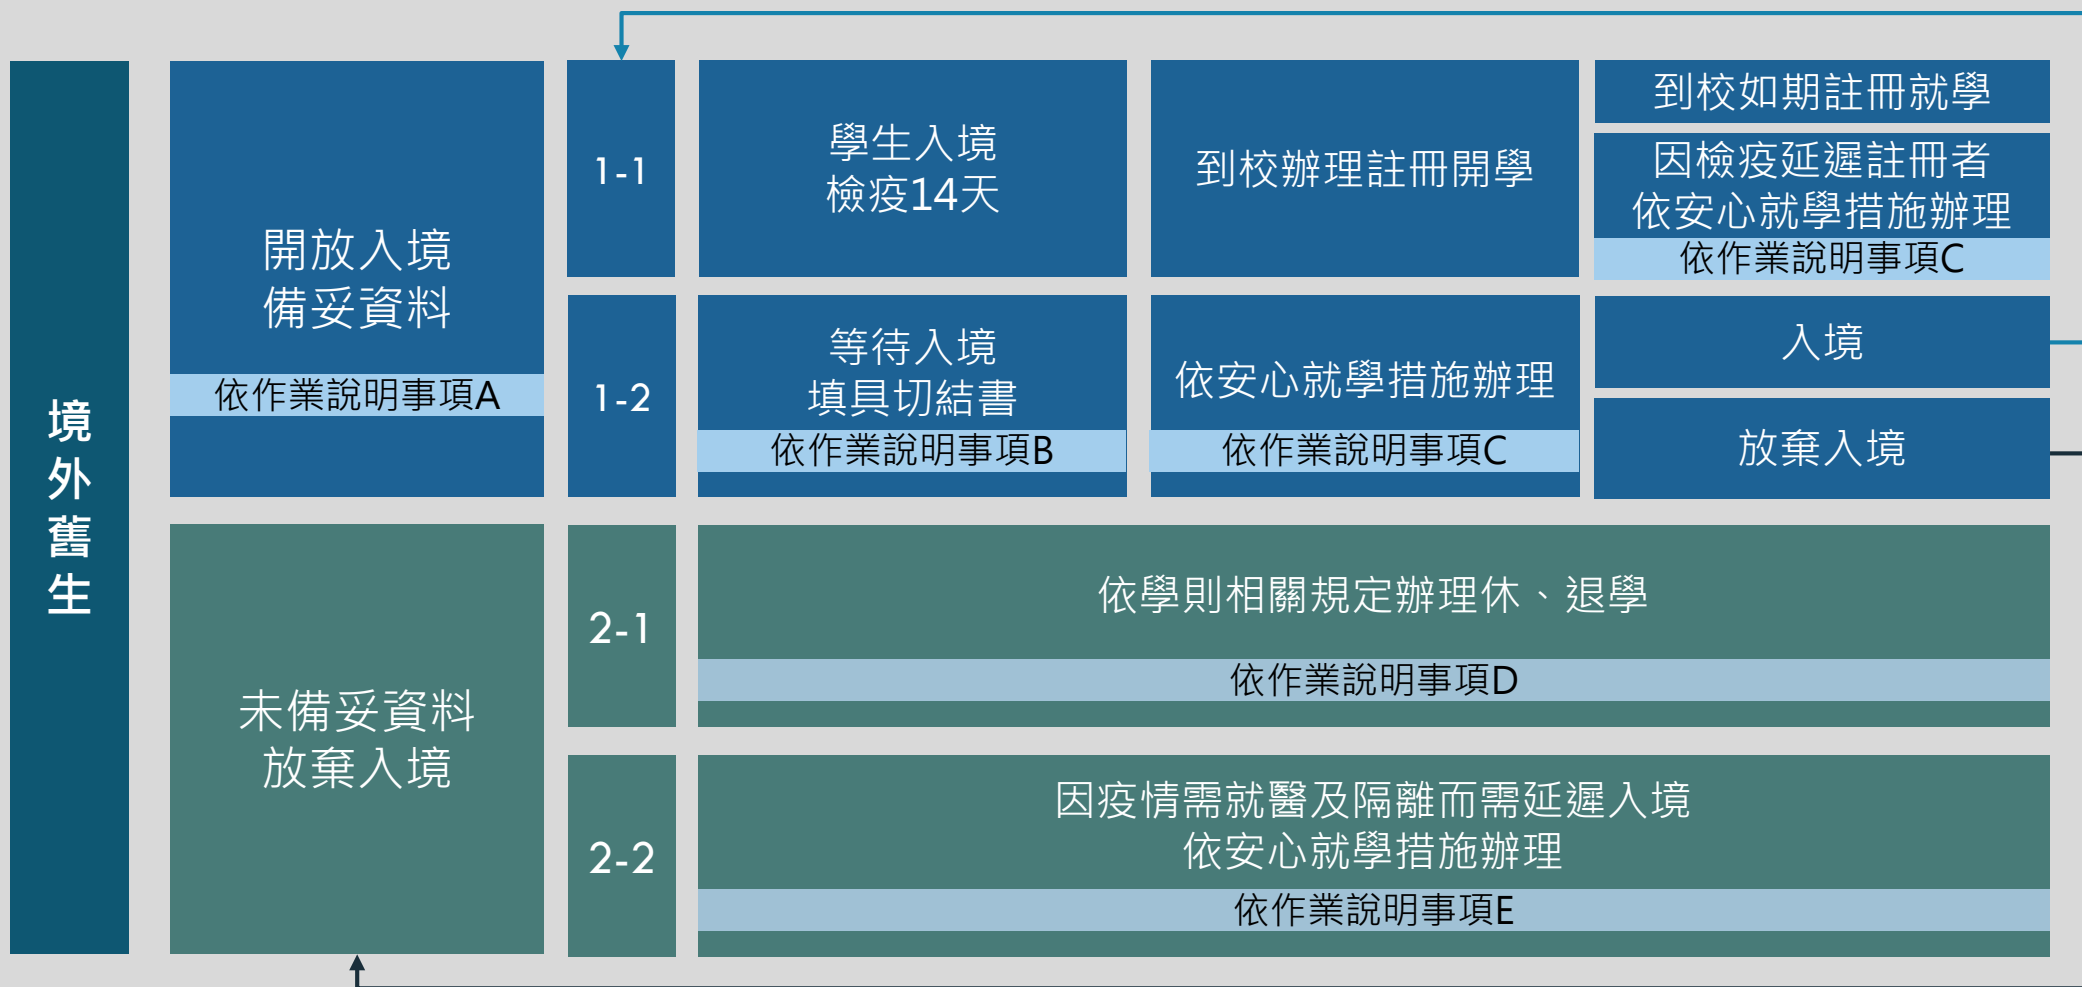 境外舊生
開放入境
備妥資料
依作業說明事項A
1-1
學生入境
檢疫14天
到校辦理註冊開學
到校如期註冊就學
因檢疫延遲註冊者
依安心就學措施辦理
依作業說明事項C
1-2
等待入境
填具切結書
依作業說明事項B
依安心就學措施辦理
依作業說明事項C
入境
放棄入境
未備妥資料
放棄入境
2-1
依學則相關規定辦理休、退學
依作業說明事項D
2-2
因疫情需就醫及隔離而需延遲入境
依安心就學措施辦理
依作業說明事項E